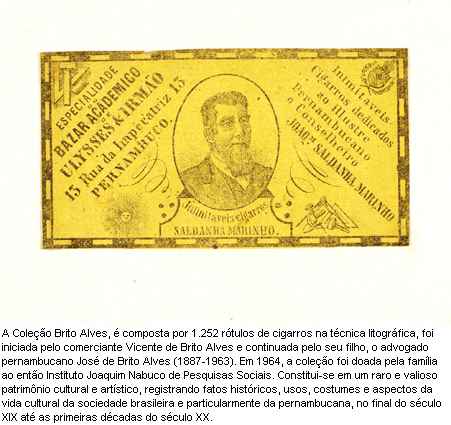 ESPECIALIDADE
BAZAR ACADEMICO
DE
ULYSSES & IRMÃO
13 Rua da Imperatriz 13
PERNAMBUCO.
Inimitaveis
Cigarros dedicados
ao Illustre
Pernambucano
o Conselheiro
JOAQ. SALDANHA MARINHO
Inimitaveis cigarros
SALDANHA MARINHO.
A Coleção Brito Alves, é composta por 1.252 rótulos de cigarros na técnica litográfica, foi
iniciada pelo comerciante Vicente de Brito Alves e continuada pelo seu filho, o advogado
pernambucano José de Brito Alves (1887-1963). Em 1964, a coleção foi doada pela família
ao então Instituto Joaquim Nabuco de Pesquisas Sociais. Constitui-se em um raro e valioso
patrimônio cultural e artístico, registrando fatos históricos, usos, costumes e aspectos da
vida cultural da sociedade brasileira e particularmente da pernambucana, no final do século
XIX até as primeiras décadas do século XX.